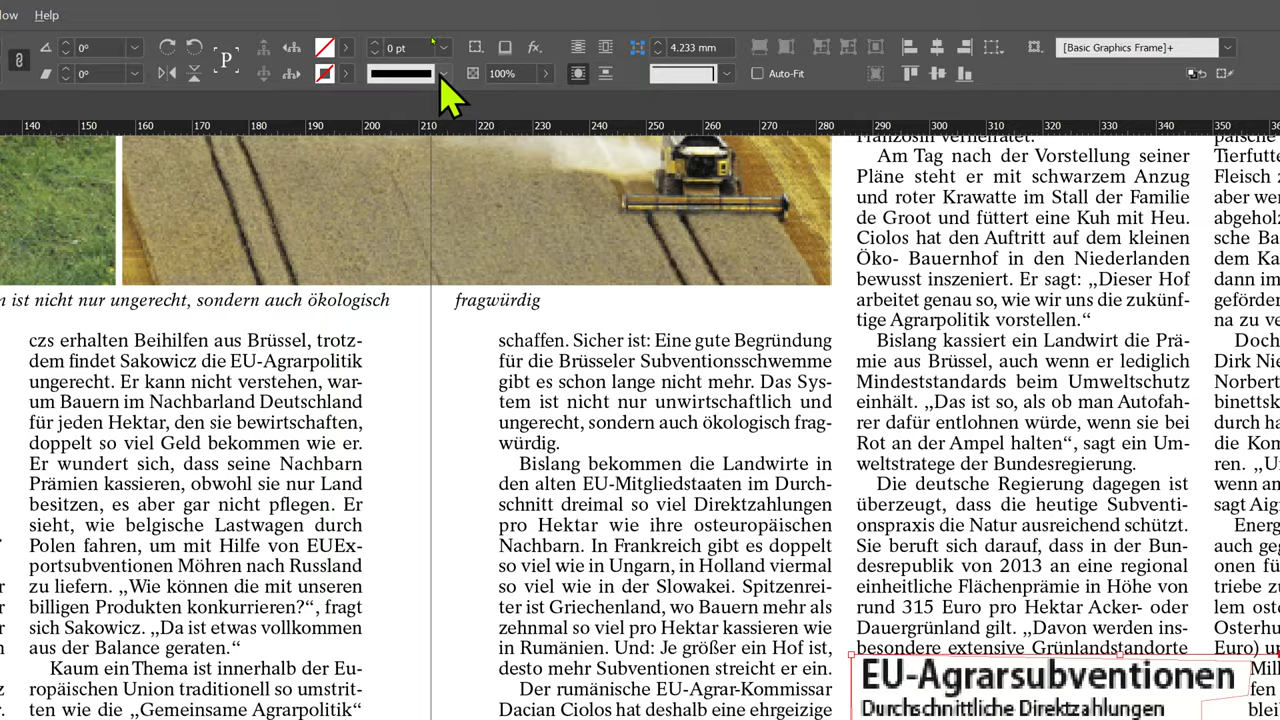 Help
0°
0 pt
4.233 mm
[Basic Graphics Frame]+
P
fx.
0°
100%
Auto-Fit
140 150 160 170 180 190 200 210 220 230 240 250 260 270 280 290 300 310 320 330 340 350
n ist nicht nur ungerecht, sondern auch ökologisch
fragwürdig
czs erhalten Beihilfen aus Brüssel, trotz-
dem findet Sakowicz die EU-Agrarpolitik
ungerecht. Er kann nicht verstehen, war-
um Bauern im Nachbarland Deutschland
für jeden Hektar, den sie bewirtschaften,
doppelt so viel Geld bekommen wie er.
Er wundert sich, dass seine Nachbarn
Prämien kassieren, obwohl sie nur Land
besitzen, es aber gar nicht pflegen. Er
sieht, wie belgische Lastwagen durch
Polen fahren, um mit Hilfe von EUEx-
portsubventionen Möhren nach Russland
zu liefern. „Wie können die mit unseren
billigen Produkten konkurrieren?“, fragt
sich Sakowicz. „Da ist etwas vollkommen
aus der Balance geraten.“
Kaum ein Thema ist innerhalb der Eu-
ropäischen Union traditionell so umstrit-
ten wie die „Gemeinsame Agrarpolitik“
schaffen. Sicher ist: Eine gute Begründung
für die Brüsseler Subventionsschwemme
gibt es schon lange nicht mehr. Das Sys-
tem ist nicht nur unwirtschaftlich und
ungerecht, sondern auch ökologisch frag-
würdig.
Bislang bekommen die Landwirte in
den alten EU-Mitgliedstaaten im Durch-
schnitt dreimal so viel Direktzahlungen
pro Hektar wie ihre osteuropäischen
Nachbarn. In Frankreich gibt es doppelt
so viel wie in Ungarn, in Holland viermal
so viel wie in der Slowakei. Spitzenrei-
ter ist Griechenland, wo Bauern mehr als
zehnmal so viel pro Hektar kassieren wie
in Rumänien. Und: Je größer ein Hof ist,
desto mehr Subventionen streicht er ein.
Der rumänische EU-Agrar-Kommissar
Dacian Ciolos hat deshalb eine ehrgeizige
Französin verheiratet.
Am Tag nach der Vorstellung seiner
Pläne steht er mit schwarzem Anzug
und roter Krawatte im Stall der Familie
de Groot und füttert eine Kuh mit Heu.
Ciolos hat den Auftritt auf dem kleinen
Öko- Bauernhof in den Niederlanden
bewusst inszeniert. Er sagt: „Dieser Hof
arbeitet genau so, wie wir uns die zukünf-
tige Agrarpolitik vorstellen.“
Bislang kassiert ein Landwirt die Prä-
mie aus Brüssel, auch wenn er lediglich
Mindeststandards beim Umweltschutz
einhält. „Das ist so, als ob man Autofah-
rer dafür entlohnen würde, wenn sie bei
Rot an der Ampel halten“, sagt ein Um-
weltstratege der Bundesregierung.
Die deutsche Regierung dagegen ist
überzeugt, dass die heutige Subventi-
onspraxis die Natur ausreichend schützt.
Sie beruft sich darauf, dass in der Bun-
desrepublik von 2013 an eine regional
einheitliche Flächenprämie in Höhe von
rund 315 Euro pro Hektar Acker- oder
Dauergrünland gilt. „Davon werden ins-
besondere extensive Grünlandstandorte
EU-Agrarsubventionen
Durchschnittliche Direktzahlungen
päische
Tierfutte
Fleisch z
aber wer
abgeholz
sche Ba
dem Ka
dann im
geförder
na zu ve
Doch
Dirk Nie
Norbert
binettsk
durch ha
die Kon
ren. „U
wenn an
sagt Aig
Energ
auch geg
onen fü
triebe zu
lem oste
Osterhu
Euro) u
Mill
fen
blei